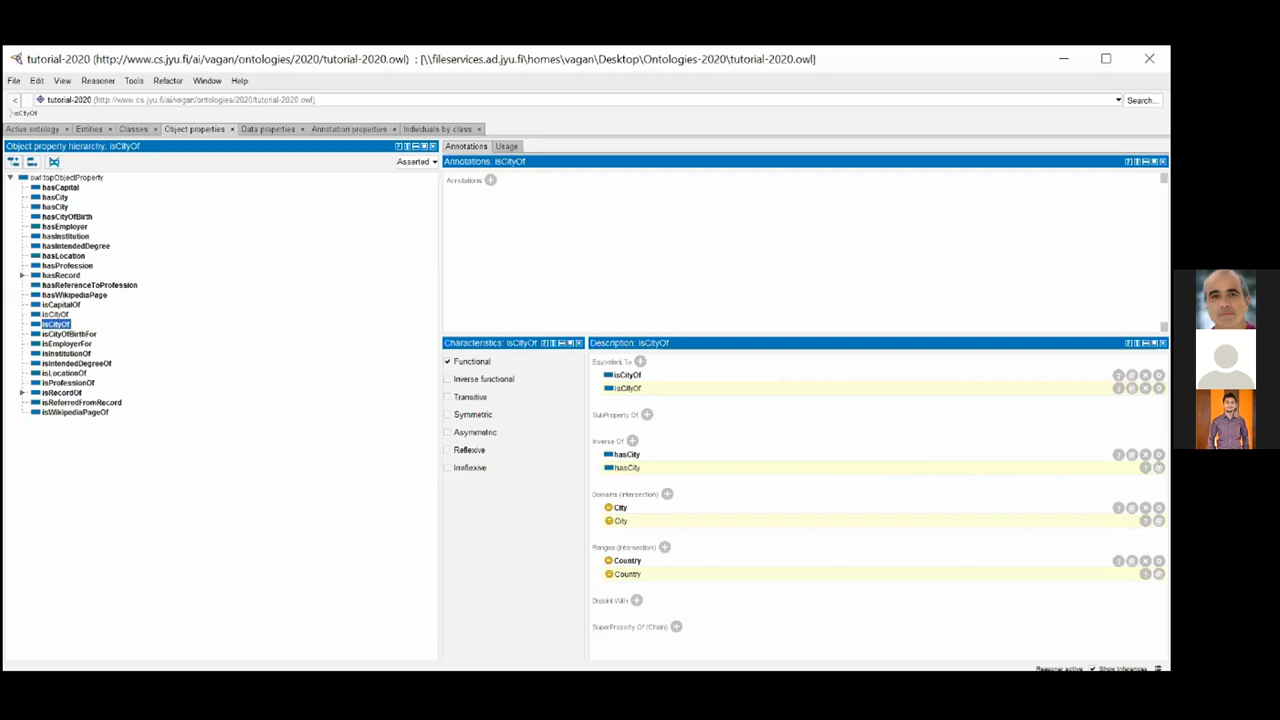 tutorial-2020 (http://www.cs.jyu.fi/ai/vagan/ontologies/2020/tutorial-2020.owl) : [\\fileservices.ad.jyu.fi\homes\vagan\Desktop\Ontologies-2020\tutorial-2020.owl]
File Edit View Reasoner Tools Refactor Window Help
< tutorial-2020 (http://www.cs.jyu.fi/ai/vagan/ontologies/2020/tutorial-2020.owl) Search...
isCityOf
Active ontology × Entities × Classes × Object properties × Data properties × Annotation properties × Individuals by class ×
Object property hierarchy: isCityOf
Asserted
owl:topObjectProperty
hasCapital
hasCity
hasCity
hasCityOfBirth
hasEmployer
hasInstitution
hasIntendedDegree
hasLocation
hasProfession
hasRecord
hasReferenceToProfession
hasWikipediaPage
isCapitalOf
isCityOf
isCityOf
isCityOfBirthFor
isEmployerFor
isInstitutionOf
isIntendedDegreeOf
isLocationOf
isProfessionOf
isRecordOf
isReferredFromRecord
isWikipediaPageOf
Annotations Usage
Annotations: isCityOf
Annotations
Characteristics: isCityOf
Functional
Inverse functional
Transitive
Symmetric
Asymmetric
Reflexive
Irreflexive
Description: isCityOf
Equivalent To
isCityOf
isCityOf
SubProperty Of
Inverse Of
hasCity
hasCity
Domains (intersection)
City
City
Ranges (intersection)
Country
Country
Disjoint With
SuperProperty Of (Chain)
Reasoner active Show Inferences